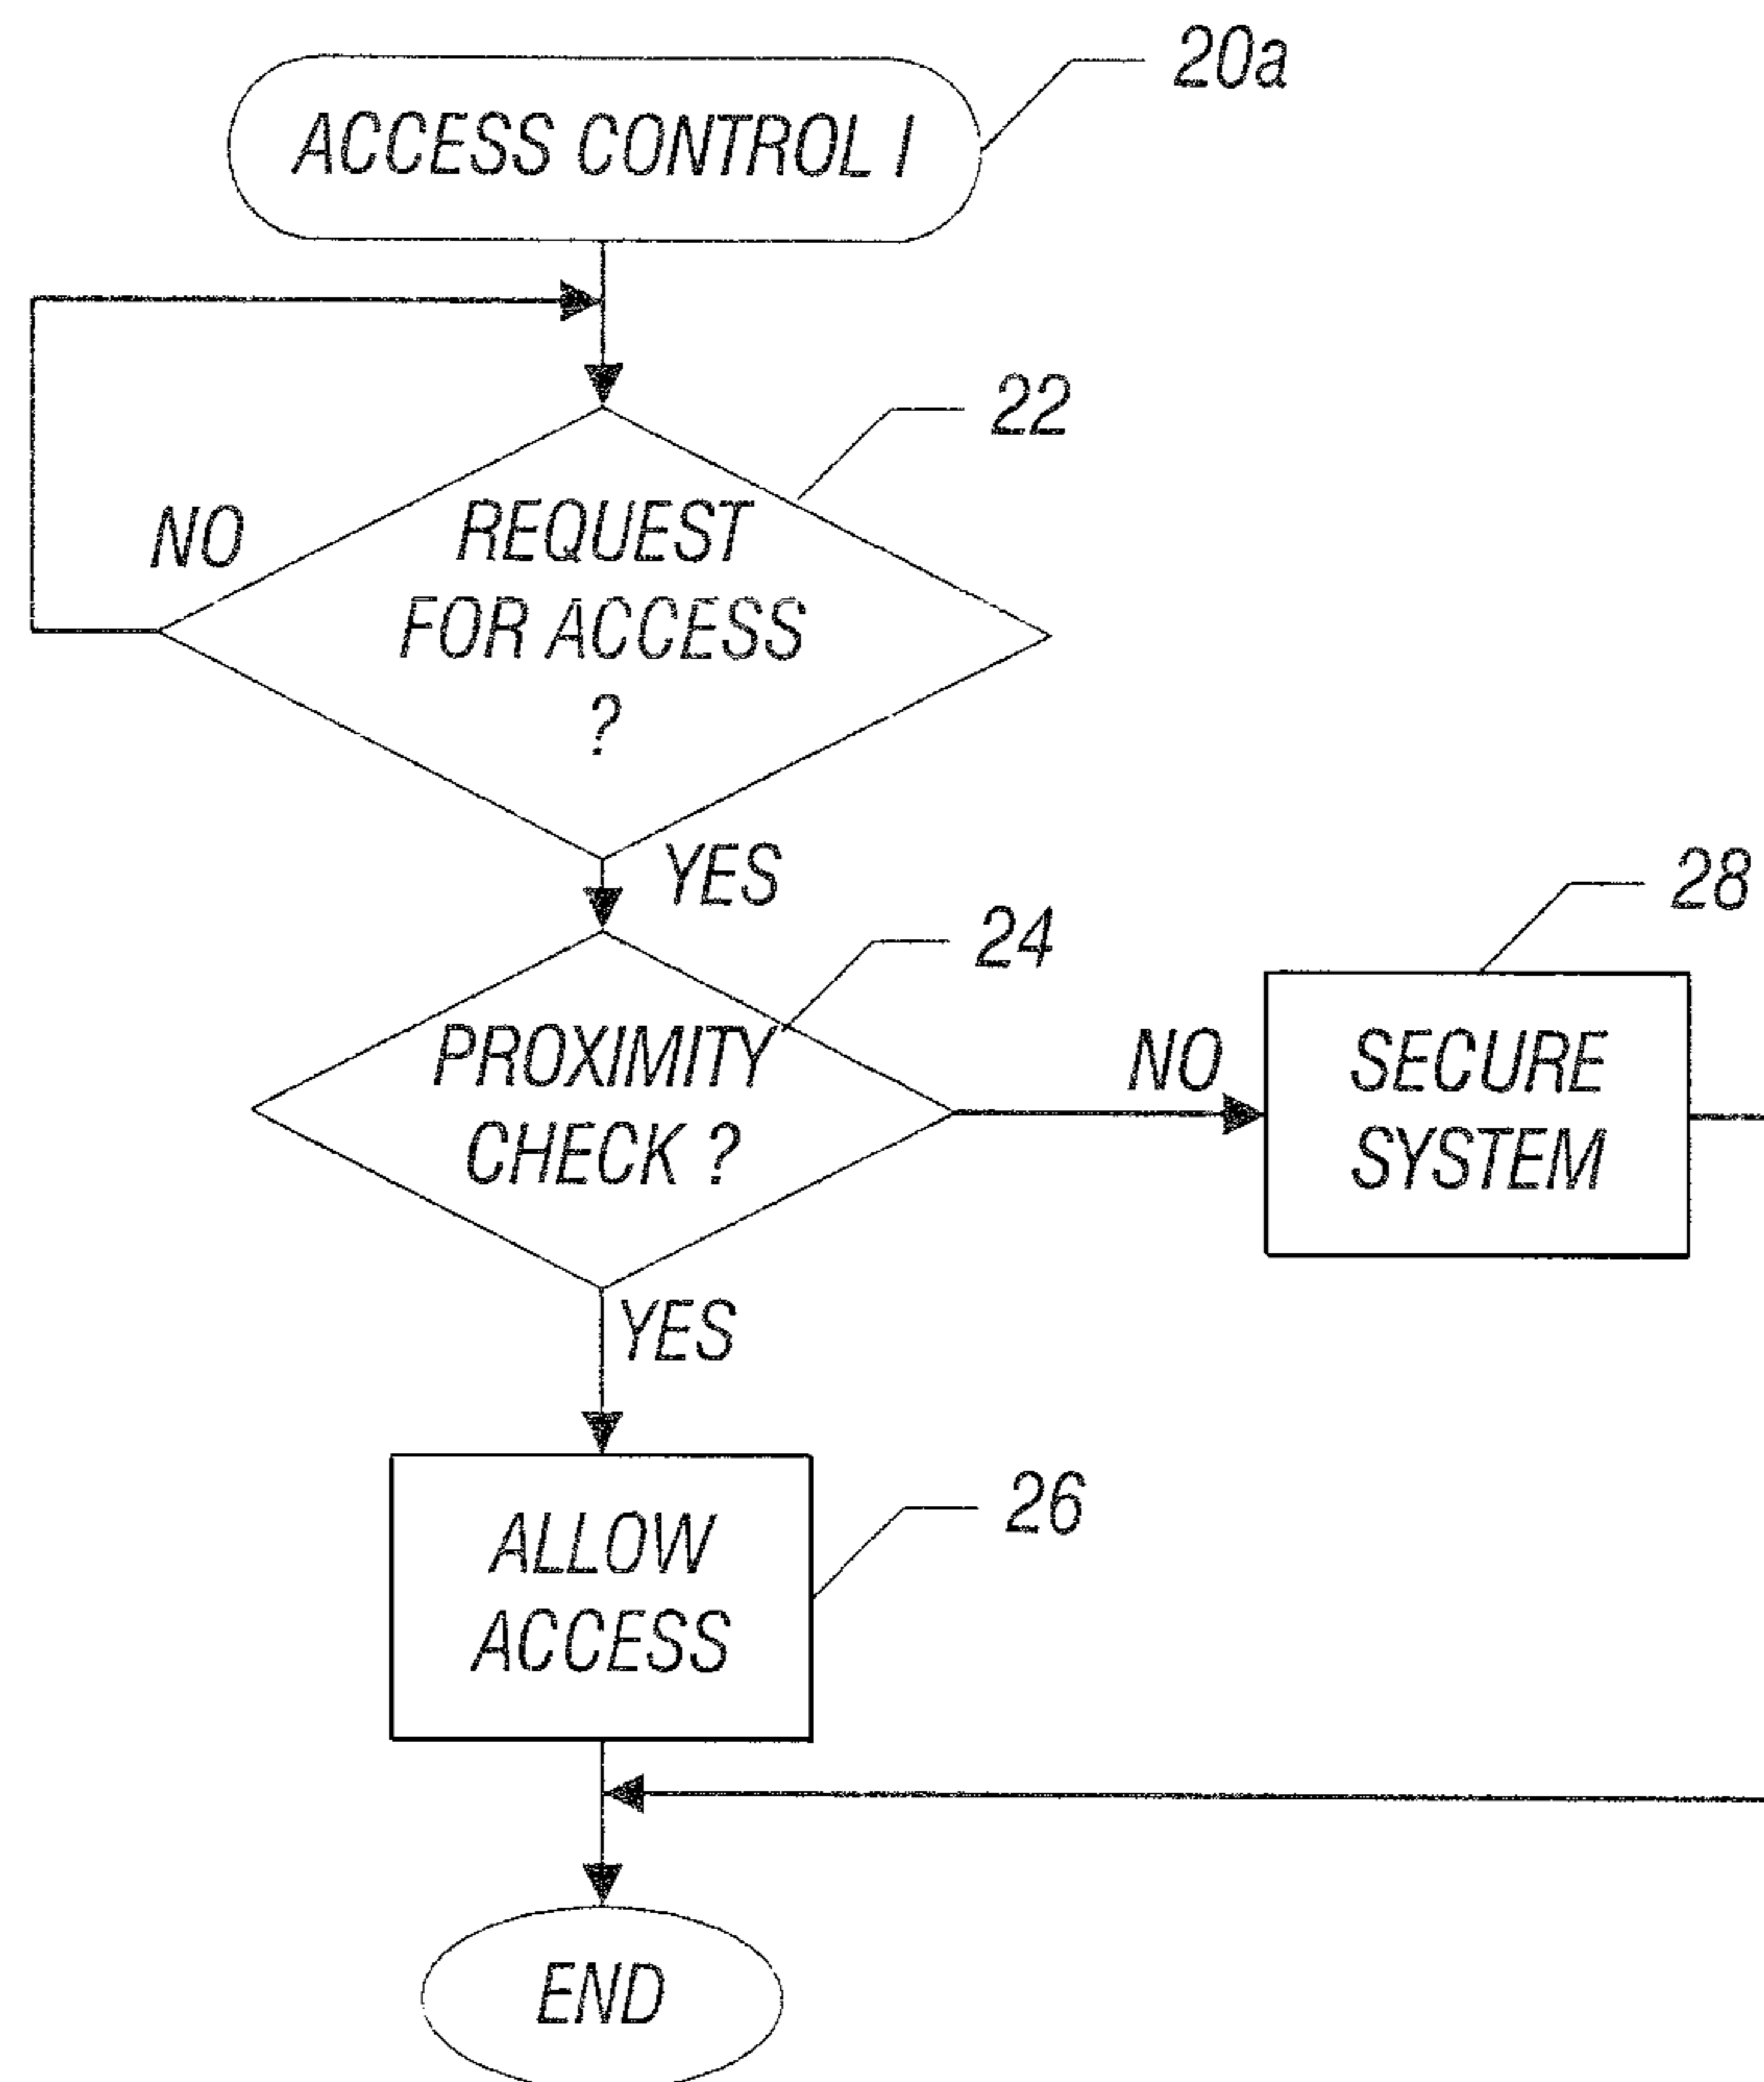 20a
ACCESS CONTROL I
22
NO
REQUEST
FOR ACCESS
?
YES
24
28
PROXIMITY
CHECK ?
NO
SECURE
SYSTEM
YES
26
ALLOW
ACCESS
END